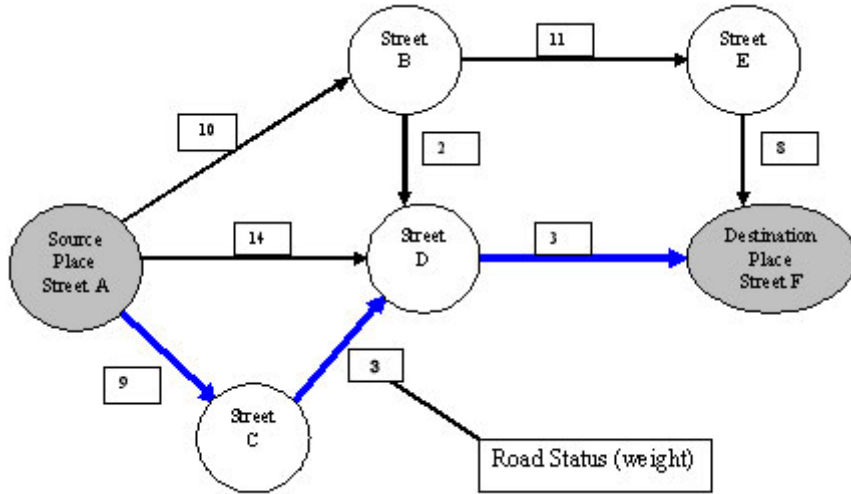 Street
B
11
Street
E
10
2
8
Source
Place
Street A
14
Street
D
3
Destination
Place
Street F
9
3
Street
C
Road Status (weight)